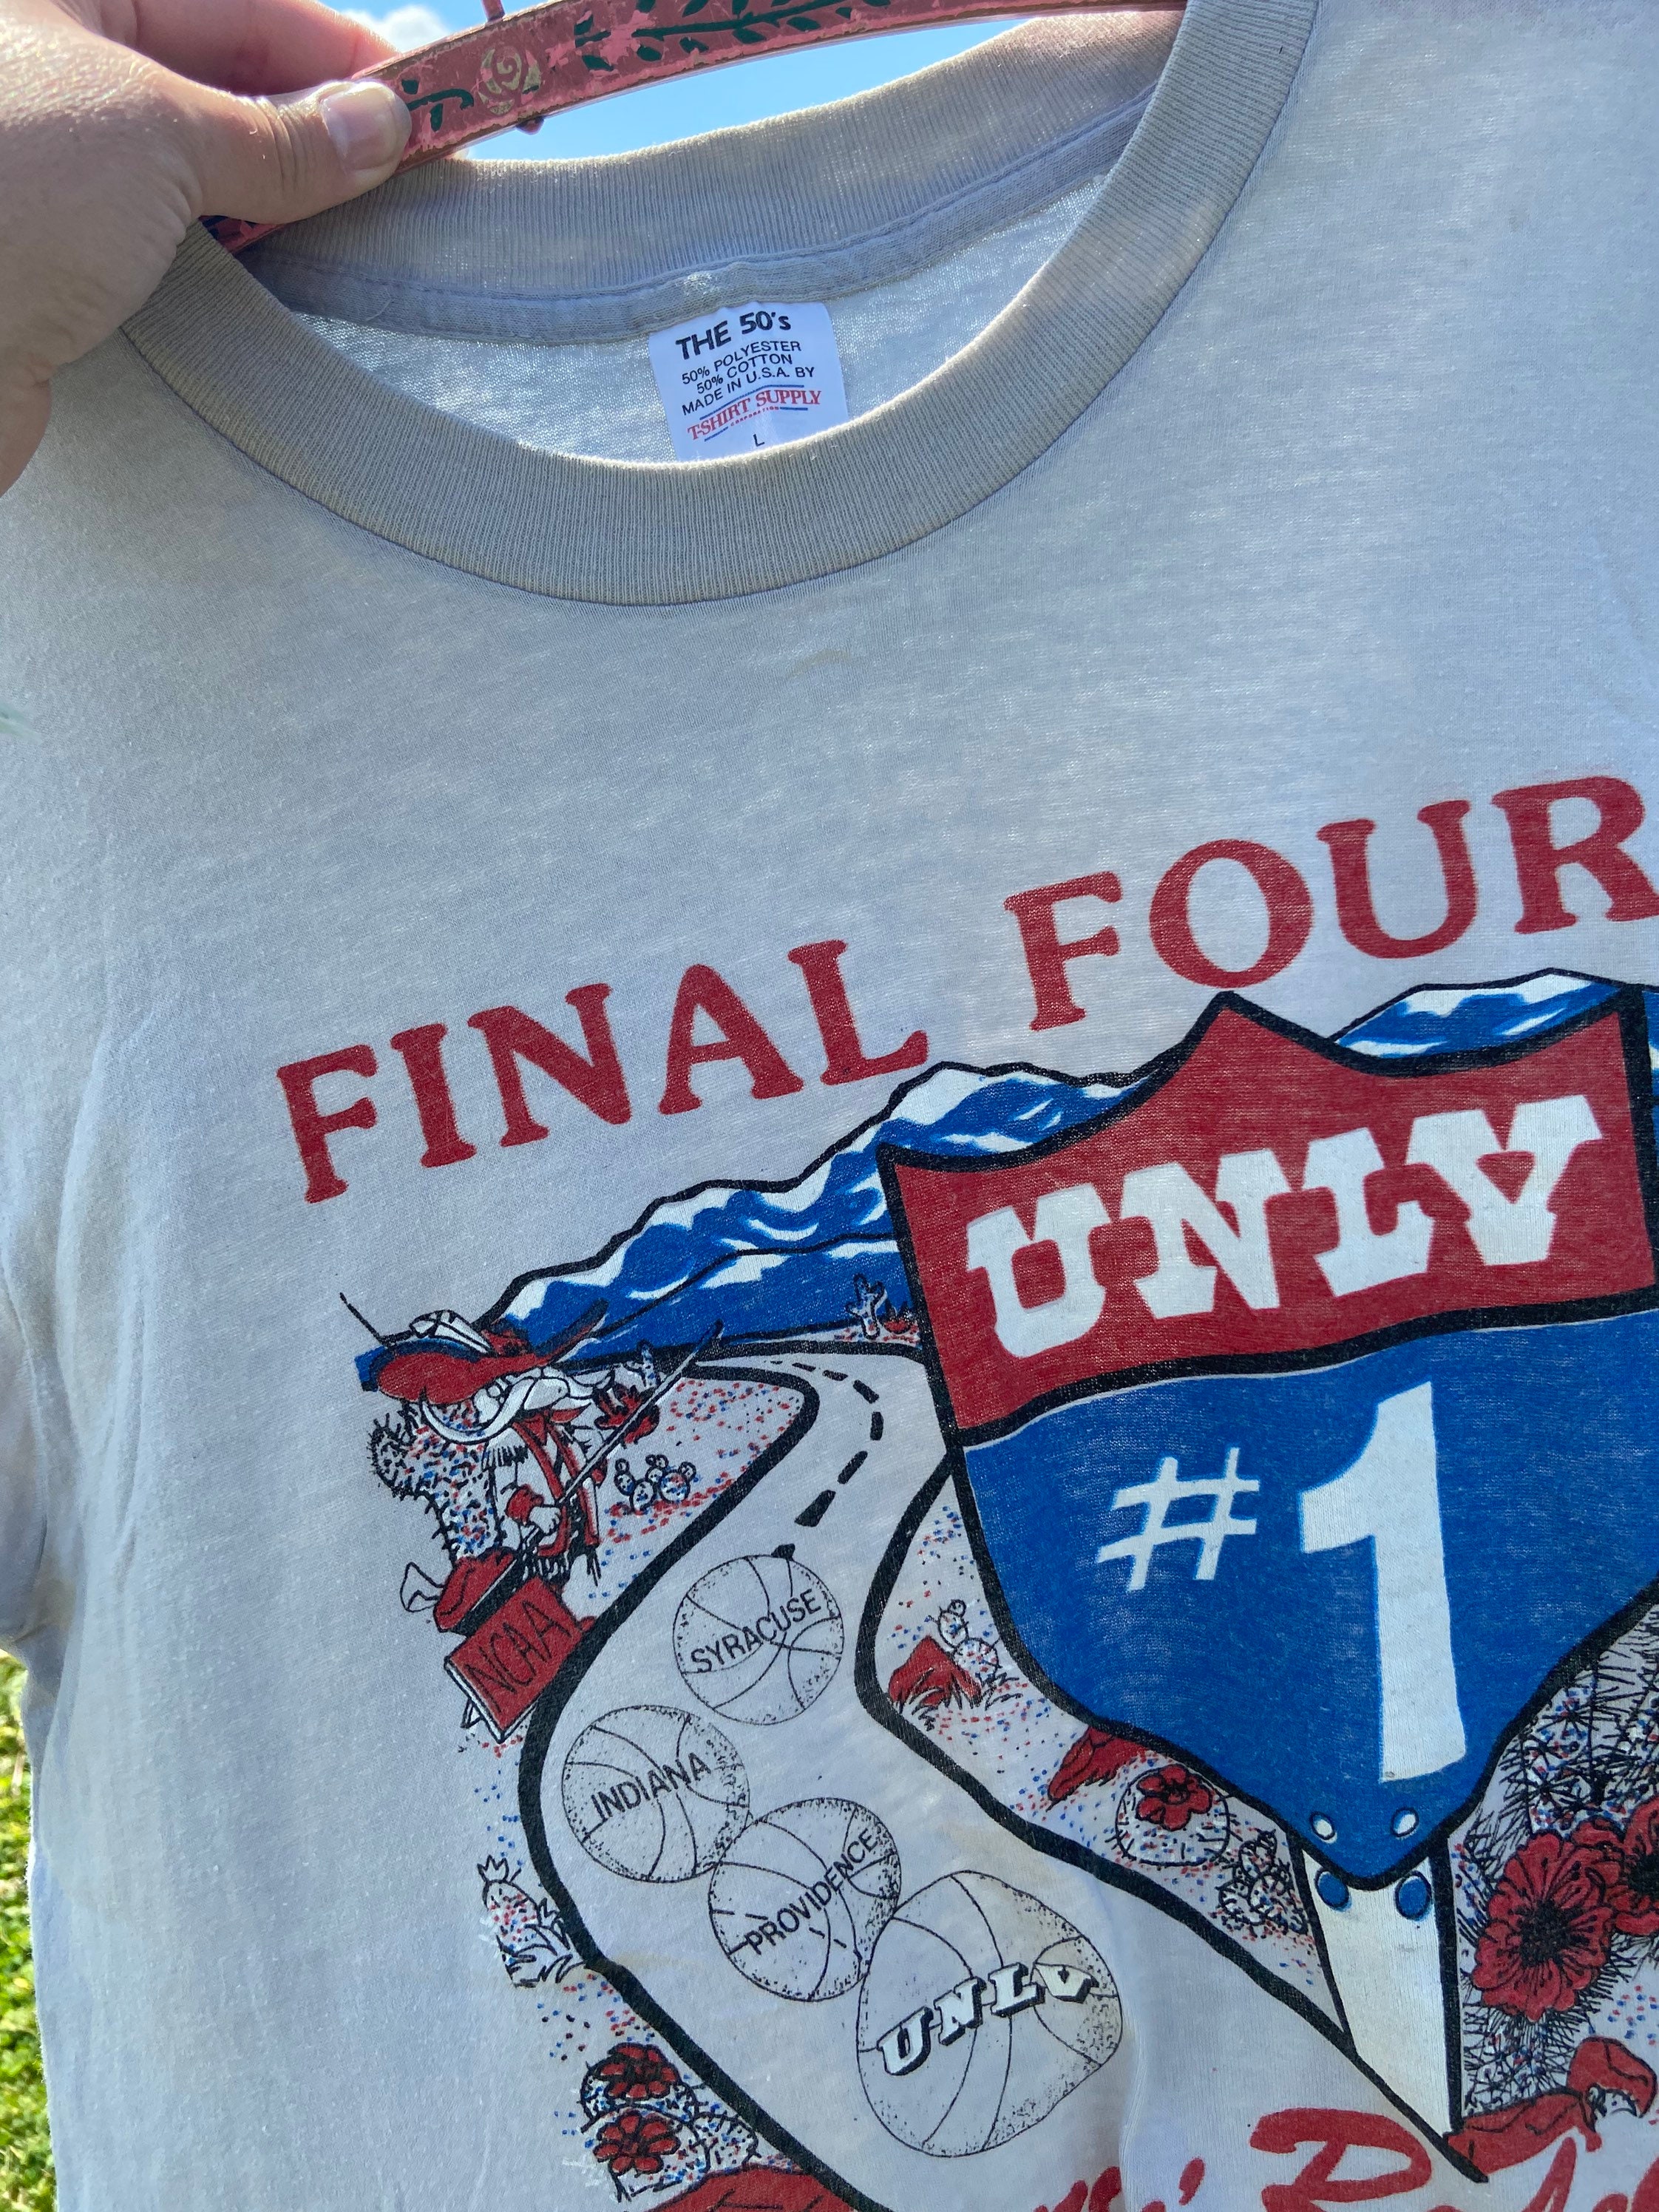 THE 50's
50% POLYESTER
50% COTTON
MADE IN U.S.A. BY
T-SHIRT SUPPLY
CORPORATION
L
FINAL FOUR
UNLV
#1
NCAA
SYRACUSE
INDIANA
PROVIDENCE
UNLV